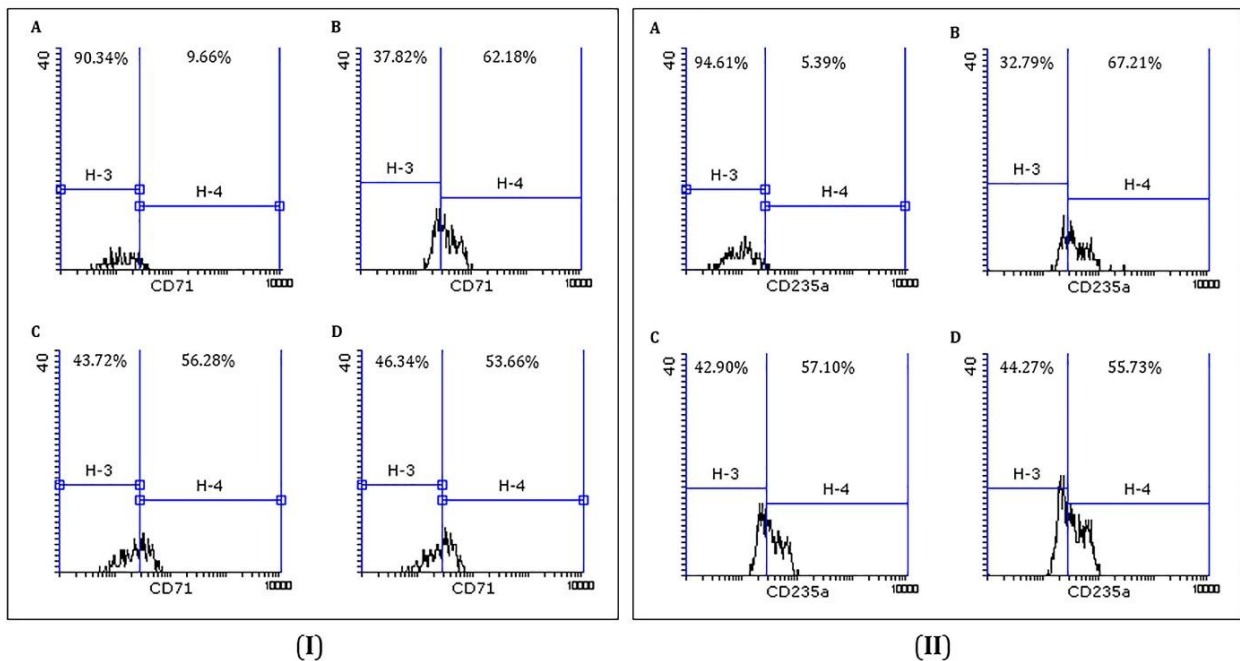 A
40
90.34%
9.66%
H-3
H-4
CD71
10000
B
40
37.82%
62.18%
H-3
H-4
CD71
10000
C
40
43.72%
56.28%
H-3
H-4
CD71
10000
D
40
46.34%
53.66%
H-3
H-4
CD71
10000
(I)
A
40
94.61%
5.39%
H-3
H-4
CD235a
10000
B
40
32.79%
67.21%
H-3
H-4
CD235a
10000
C
40
42.90%
57.10%
H-3
H-4
CD235a
10000
D
40
44.27%
55.73%
H-3
H-4
CD235a
10000
(II)